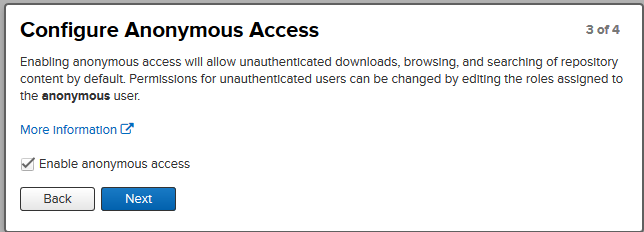 Configure Anonymous Access
3 of 4
Enabling anonymous access will allow unauthenticated downloads, browsing, and searching of repository
content by default. Permissions for unauthenticated users can be changed by editing the roles assigned to
the anonymous user.
More information
Enable anonymous access
Back
Next